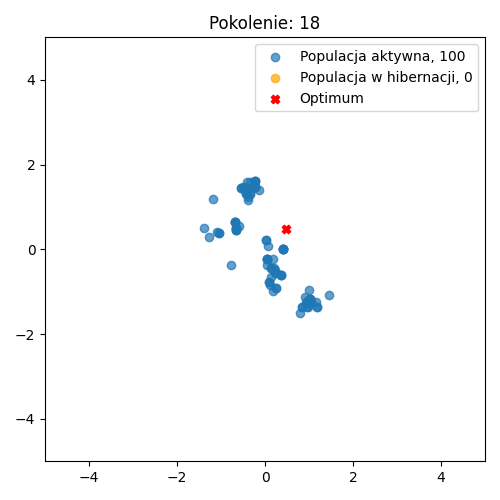 Pokolenie: 18
Populacja aktywna, 100
Populacja w hibernacji, 0
Optimum
4
2
0
−2
−4
−4 −2 0 2 4